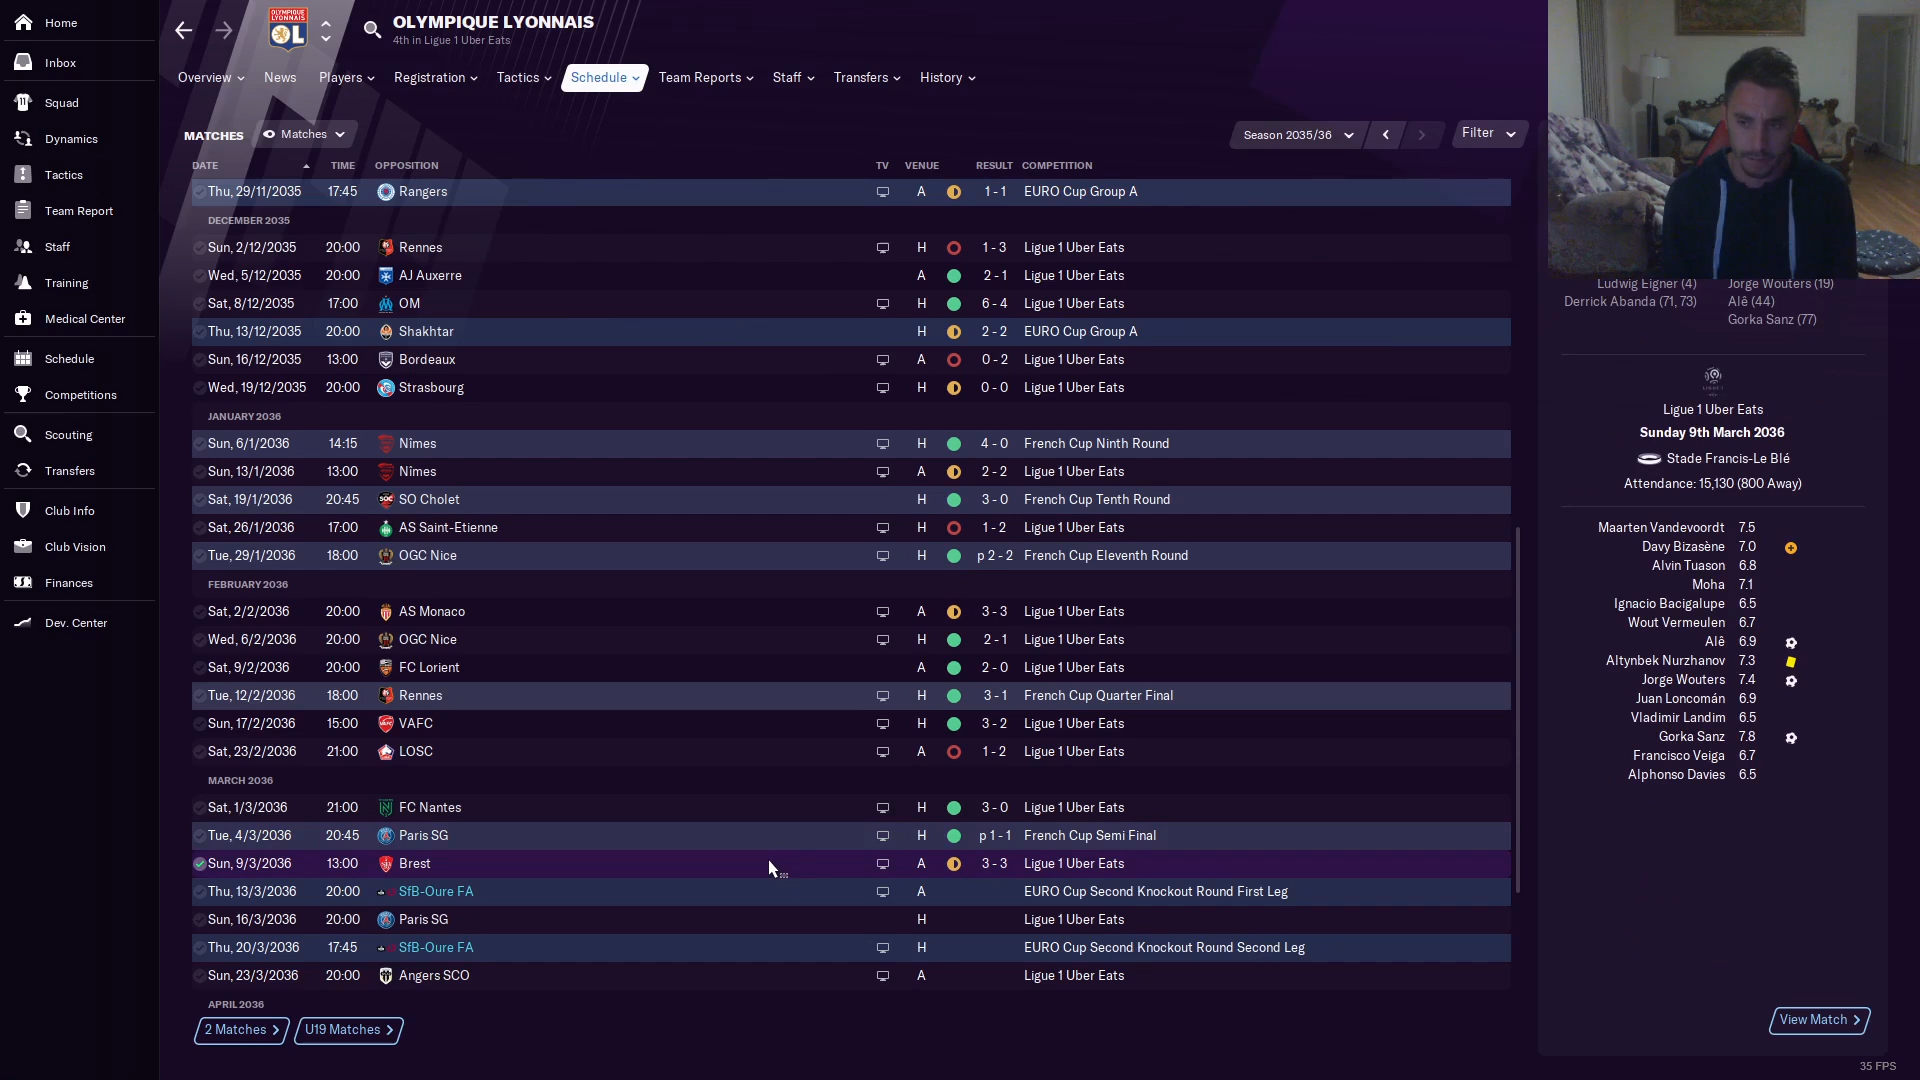 Home
Inbox
Squad
Dynamics
Tactics
Team Report
Staff
Training
Medical Center
Schedule
Competitions
Scouting
Transfers
Club Info
Club Vision
Finances
Dev. Center
OLYMPIQUE LYONNAIS
4th in Ligue 1 Uber Eats
Overview News Players Registration Tactics Schedule Team Reports Staff Transfers History
MATCHES Matches Season 2035/36 Filter
DATE TIME OPPOSITION TV VENUE RESULT COMPETITION
Thu, 29/11/2035 17:45 Rangers A 1 - 1 EURO Cup Group A
DECEMBER 2035
Sun, 2/12/2035 20:00 Rennes H 1 - 3 Ligue 1 Uber Eats
Wed, 5/12/2035 20:00 AJ Auxerre A 2 - 1 Ligue 1 Uber Eats
Sat, 8/12/2035 17:00 OM H 6 - 4 Ligue 1 Uber Eats
Thu, 13/12/2035 20:00 Shakhtar H 2 - 2 EURO Cup Group A
Sun, 16/12/2035 13:00 Bordeaux A 0 - 2 Ligue 1 Uber Eats
Wed, 19/12/2035 20:00 Strasbourg H 0 - 0 Ligue 1 Uber Eats
JANUARY 2036
Sun, 6/1/2036 14:15 Nîmes H 4 - 0 French Cup Ninth Round
Sun, 13/1/2036 13:00 Nîmes A 2 - 2 Ligue 1 Uber Eats
Sat, 19/1/2036 20:45 SO Cholet H 3 - 0 French Cup Tenth Round
Sat, 26/1/2036 17:00 AS Saint-Etienne H 1 - 2 Ligue 1 Uber Eats
Tue, 29/1/2036 18:00 OGC Nice H p 2 - 2 French Cup Eleventh Round
FEBRUARY 2036
Sat, 2/2/2036 20:00 AS Monaco A 3 - 3 Ligue 1 Uber Eats
Wed, 6/2/2036 20:00 OGC Nice H 2 - 1 Ligue 1 Uber Eats
Sat, 9/2/2036 20:00 FC Lorient A 2 - 0 Ligue 1 Uber Eats
Tue, 12/2/2036 18:00 Rennes H 3 - 1 French Cup Quarter Final
Sun, 17/2/2036 15:00 VAFC H 3 - 2 Ligue 1 Uber Eats
Sat, 23/2/2036 21:00 LOSC A 1 - 2 Ligue 1 Uber Eats
MARCH 2036
Sat, 1/3/2036 21:00 FC Nantes H 3 - 0 Ligue 1 Uber Eats
Tue, 4/3/2036 20:45 Paris SG H p 1 - 1 French Cup Semi Final
Sun, 9/3/2036 13:00 Brest A 3 - 3 Ligue 1 Uber Eats
Thu, 13/3/2036 20:00 SfB-Oure FA A EURO Cup Second Knockout Round First Leg
Sun, 16/3/2036 20:00 Paris SG H Ligue 1 Uber Eats
Thu, 20/3/2036 17:45 SfB-Oure FA H EURO Cup Second Knockout Round Second Leg
Sun, 23/3/2036 20:00 Angers SCO A Ligue 1 Uber Eats
APRIL 2036
2 Matches U19 Matches
Ludwig Eigner (4) Jorge Wouters (19)
Derrick Abanda (71, 73) Alê (44)
Gorka Sanz (77)
Ligue 1 Uber Eats
Sunday 9th March 2036
Stade Francis-Le Blé
Attendance: 15,130 (800 Away)
Maarten Vandevoordt 7.5
Davy Bizasène 7.0
Alvin Tuason 6.8
Moha 7.1
Ignacio Bacigalupe 6.5
Wout Vermeulen 6.7
Alê 6.9
Altynbek Nurzhanov 7.3
Jorge Wouters 7.4
Juan Loncomán 6.9
Vladimir Landim 6.5
Gorka Sanz 7.8
Francisco Veiga 6.7
Alphonso Davies 6.5
View Match
35 FPS